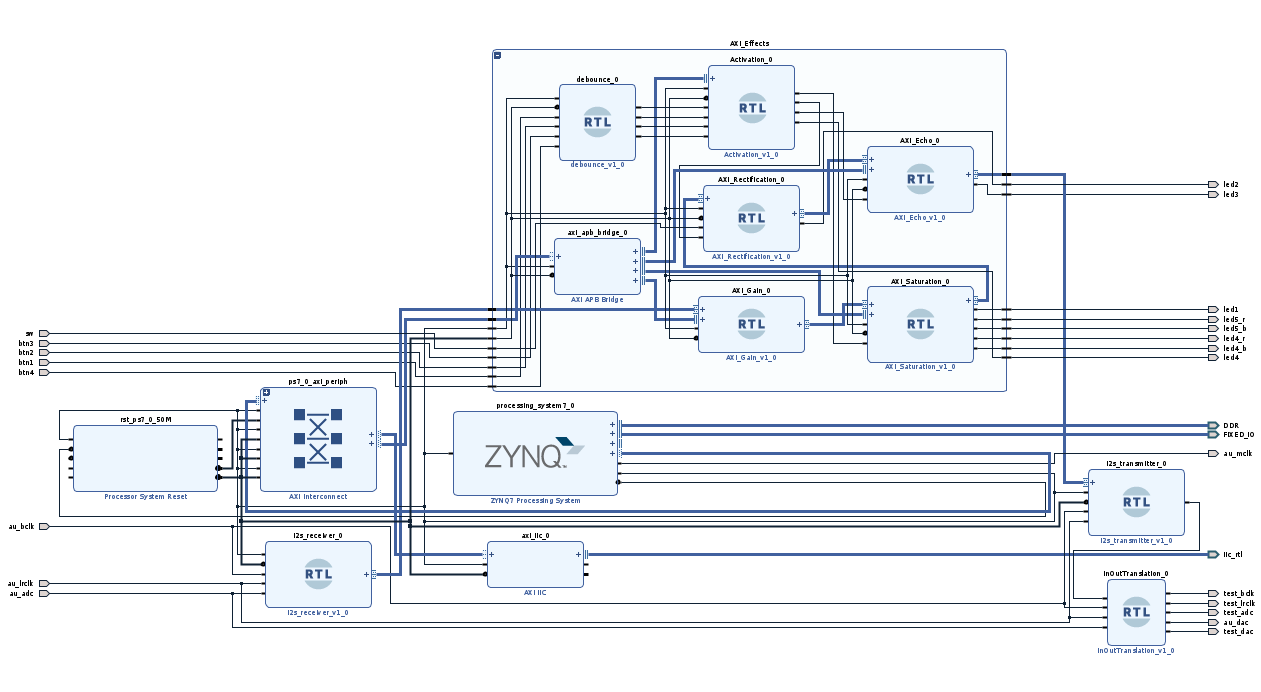 AXI_Effects
Activation_0
RTL
Activation_v1_0
debounce_0
RTL
debounce_v1_0
AXI_Echo_0
RTL
AXI_Echo_v1_0
AXI_Rectification_0
RTL
AXI_Rectification_v1_0
axi_apb_bridge_0
AXI APB Bridge
AXI_Gain_0
RTL
AXI_Gain_v1_0
AXI_Saturation_0
RTL
AXI_Saturation_v1_0
led2
led3
led1
led5_r
led5_b
led4_r
led4_b
led4
sw
btn3
btn2
btn1
btn4
ps7_0_axi_periph
AXI Interconnect
rst_ps7_0_50M
Processor System Reset
processing_system7_0
ZYNQ
ZYNQ7 Processing System
DDR
FIXED_IO
au_mclk
i2s_transmitter_0
RTL
i2s_transmitter_v1_0
au_bclk
au_lrclk
au_adc
i2s_receiver_0
RTL
i2s_receiver_v1_0
axi_iic_0
AXI IIC
iic_rtl
InOutTranslation_0
RTL
InOutTranslation_v1_0
test_bclk
test_lrclk
test_adc
au_dac
test_dac